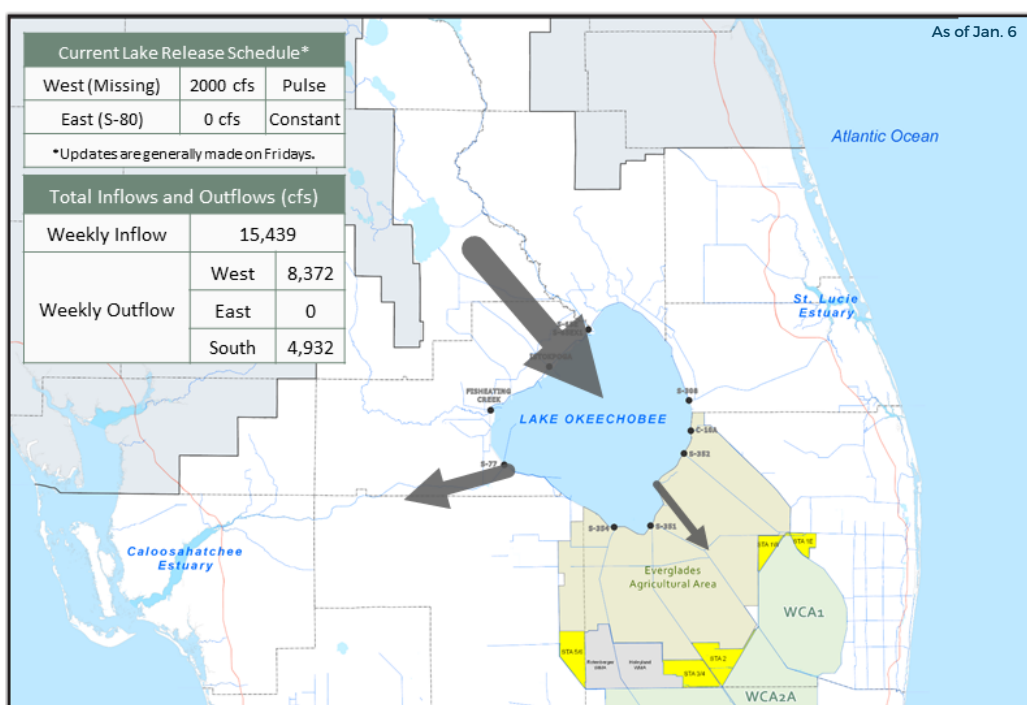 As of Jan. 6
Current Lake Release Schedule*
West (Missing) 2000 cfs Pulse
East (S-80) 0 cfs Constant
*Updates are generally made on Fridays.
Total Inflows and Outflows (cfs)
Weekly Inflow 15,439
Weekly Outflow
West 8,372
East 0
South 4,932
Atlantic Ocean
St. Lucie
Estuary
FISHEATING
CREEK
LAKE OKEECHOBEE
S-308
C-10A
S-352
S-77
S-354
S-351
Caloosahatchee
Estuary
Everglades
Agricultural Area
STA 1W
STA 1E
WCA1
STA 5/6
STA 2
STA 3/4
WCA2A